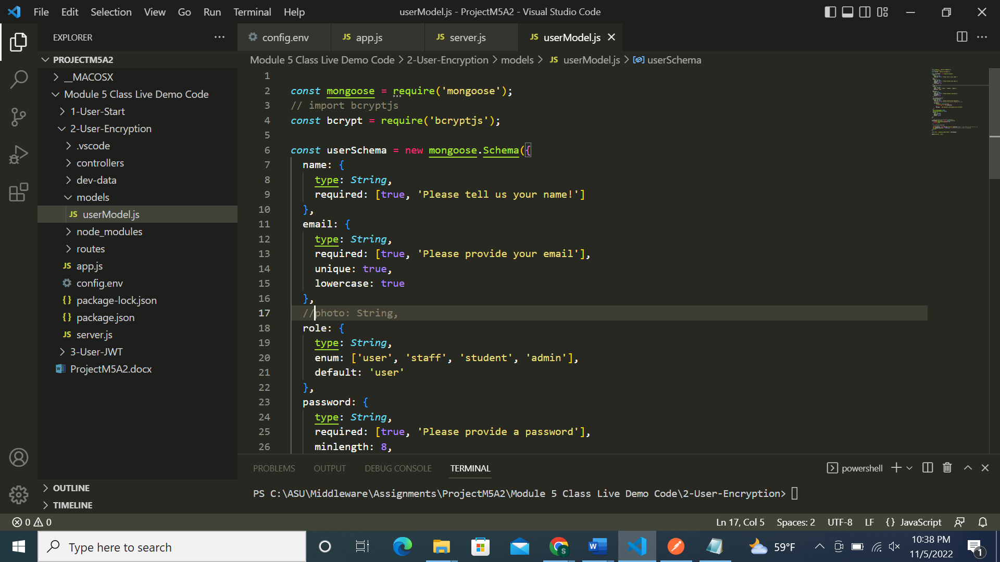 File Edit Selection View Go Run Terminal Help
userModel.js - ProjectM5A2 - Visual Studio Code
EXPLORER
PROJECTM5A2
__MACOSX
Module 5 Class Live Demo Code
1-User-Start
2-User-Encryption
.vscode
controllers
dev-data
models
JS userModel.js
node_modules
routes
JS app.js
config.env
{} package-lock.json
{} package.json
JS server.js
3-User-JWT
ProjectM5A2.docx
OUTLINE
TIMELINE
config.env JS app.js JS server.js JS userModel.js
Module 5 Class Live Demo Code > 2-User-Encryption > models > JS userModel.js > userSchema
1
2 const mongoose = require('mongoose');
3 // import bcryptjs
4 const bcrypt = require('bcryptjs');
5
6 const userSchema = new mongoose.Schema({
7 name: {
8 type: String,
9 required: [true, 'Please tell us your name!']
10 },
11 email: {
12 type: String,
13 required: [true, 'Please provide your email'],
14 unique: true,
15 lowercase: true
16 },
17 //photo: String,
18 role: {
19 type: String,
20 enum: ['user', 'staff', 'student', 'admin'],
21 default: 'user'
22 },
23 password: {
24 type: String,
25 required: [true, 'Please provide a password'],
26 minlength: 8,
PROBLEMS OUTPUT DEBUG CONSOLE TERMINAL
powershell
PS C:\ASU\Middleware\Assignments\ProjectM5A2\Module 5 Class Live Demo Code\2-User-Encryption>
0 0
Ln 17, Col 5 Spaces: 2 UTF-8 LF {} JavaScript
Type here to search
S
W
59°F
10:38 PM
11/5/2022
1